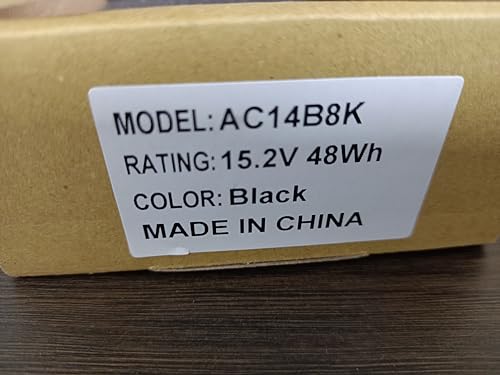 MODEL: AC14B8K
RATING: 15.2V 48Wh
COLOR: Black
MADE IN CHINA